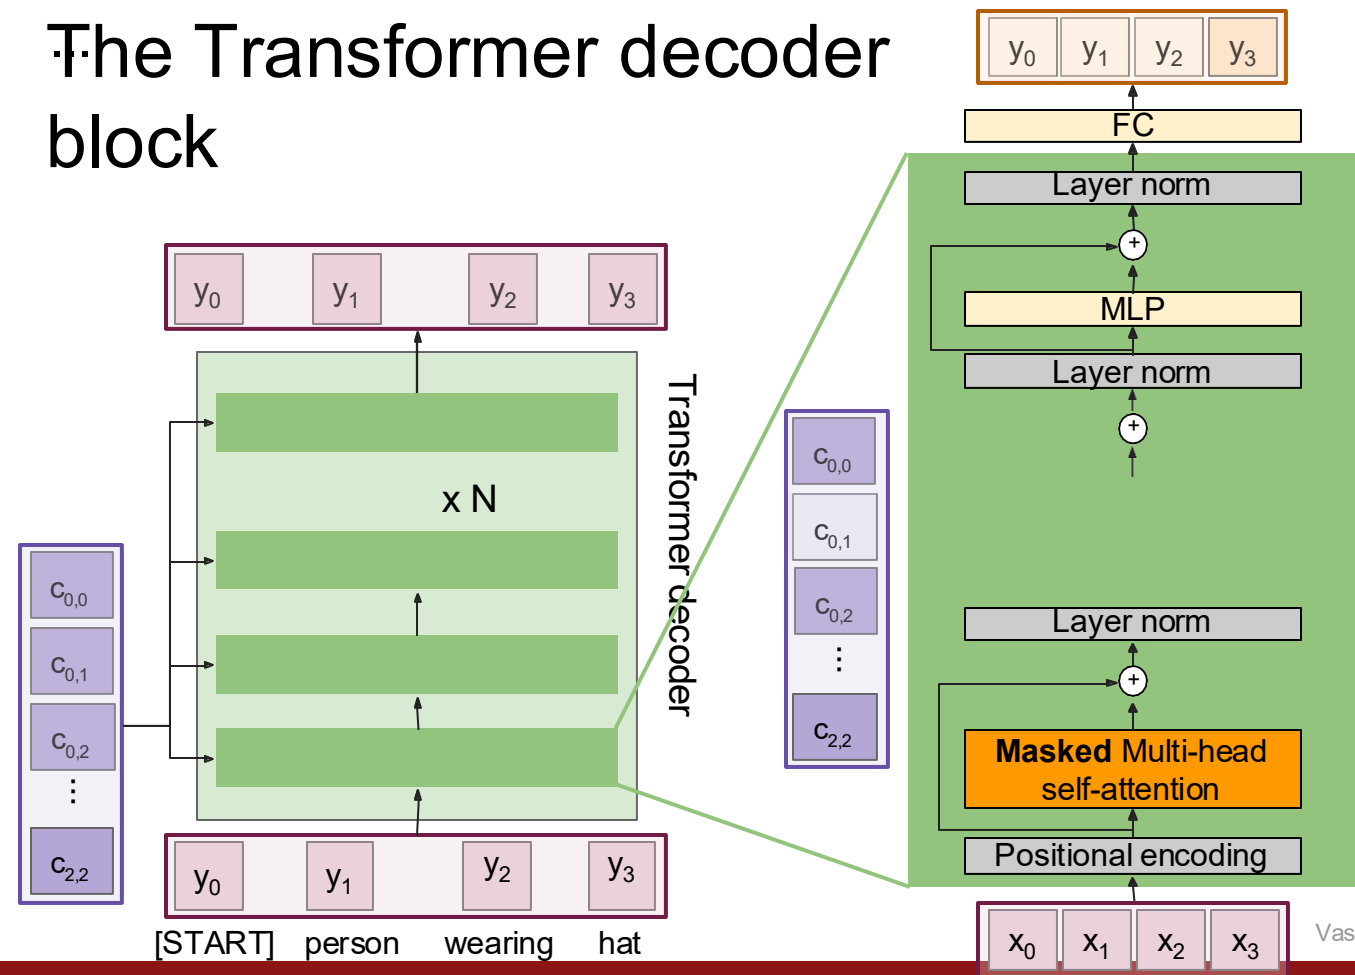 ...
The Transformer decoder
block
y0 y1 y2 y3
x N
Transformer decoder
c0,0
c0,1
c0,2
...
c2,2
y0 y1 y2 y3
[START] person wearing hat
c0,0
c0,1
c0,2
...
c2,2
y0 y1 y2 y3
FC
Layer norm
+
MLP
Layer norm
+
Layer norm
+
Masked Multi-head
self-attention
Positional encoding
x0 x1 x2 x3
Vas